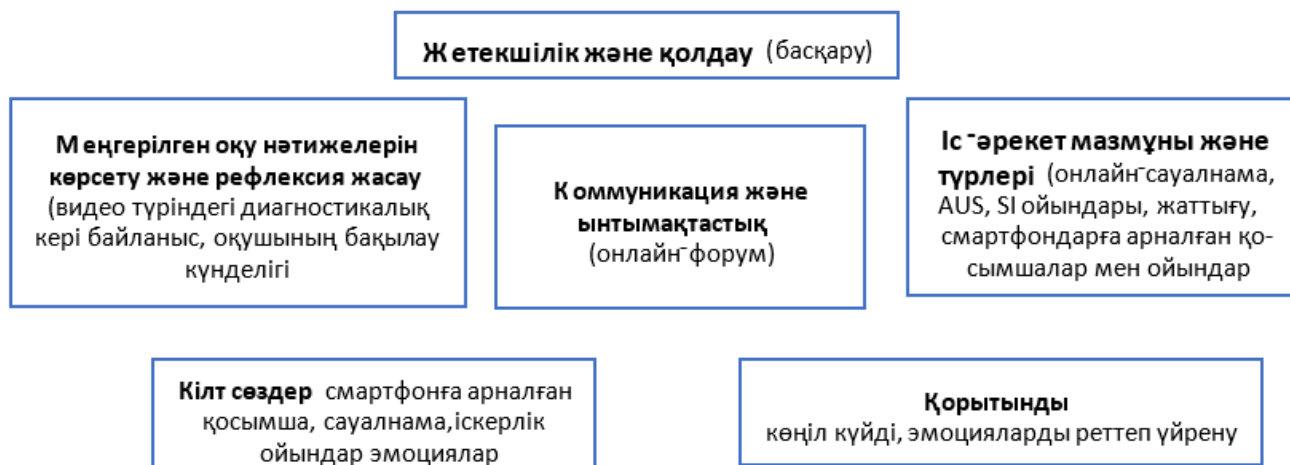 Жетекшілік және қолдау (басқару)
Меңгерілген оқу нәтижелерін
көрсету және рефлексия жасау
(видео түріндегі диагностикалық
кері байланыс, оқушының бақылау
күнделігі
Коммуникация және
ынтымақтастық
(онлайн-форум)
Іс -әрекет мазмұны және
түрлері (онлайн-сауалнама,
AUS, SI ойындары, жаттығу,
смартфондарға арналған қо-
сымшалар мен ойындар
Кілт сөздер смартфонға арналған
қосымша, сауалнама,іскерлік
ойындар эмоциялар
Қорытынды
көңіл күйді, эмоцияларды реттеп үйрену